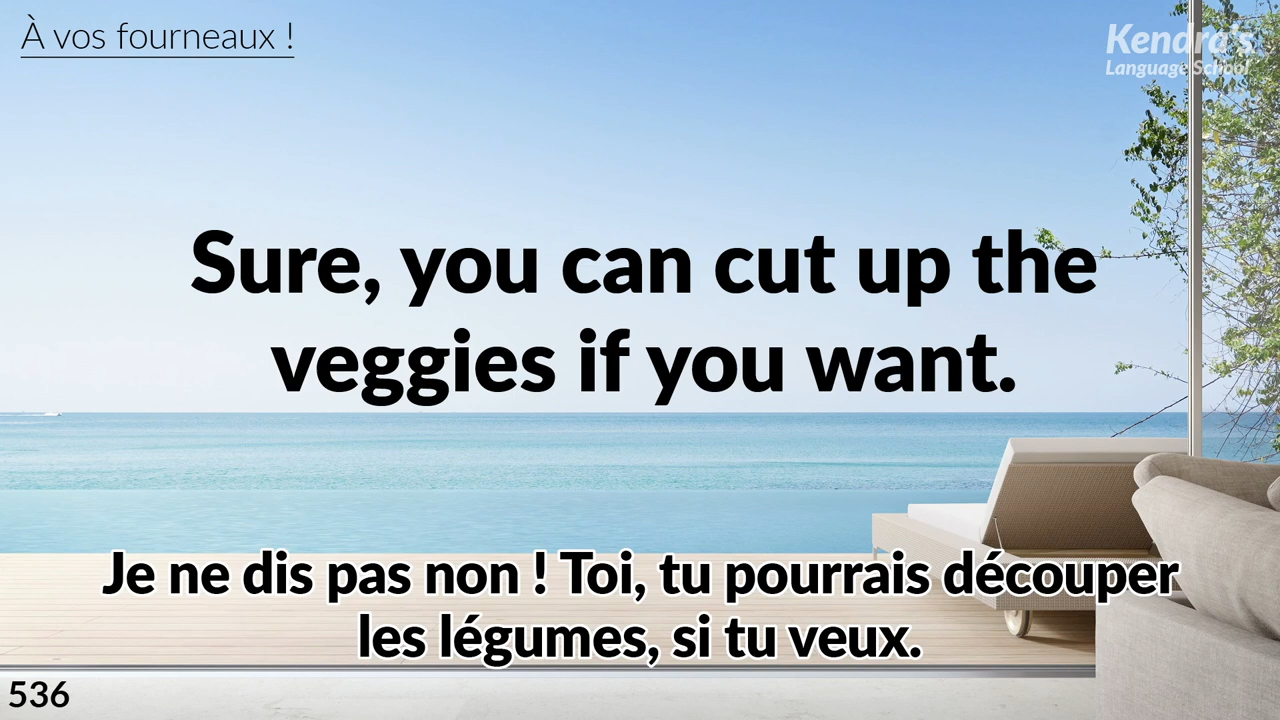 À vos fourneaux !
Kendra's
Language School
Sure, you can cut up the
veggies if you want.
Je ne dis pas non ! Toi, tu pourrais découper
les légumes, si tu veux.
536